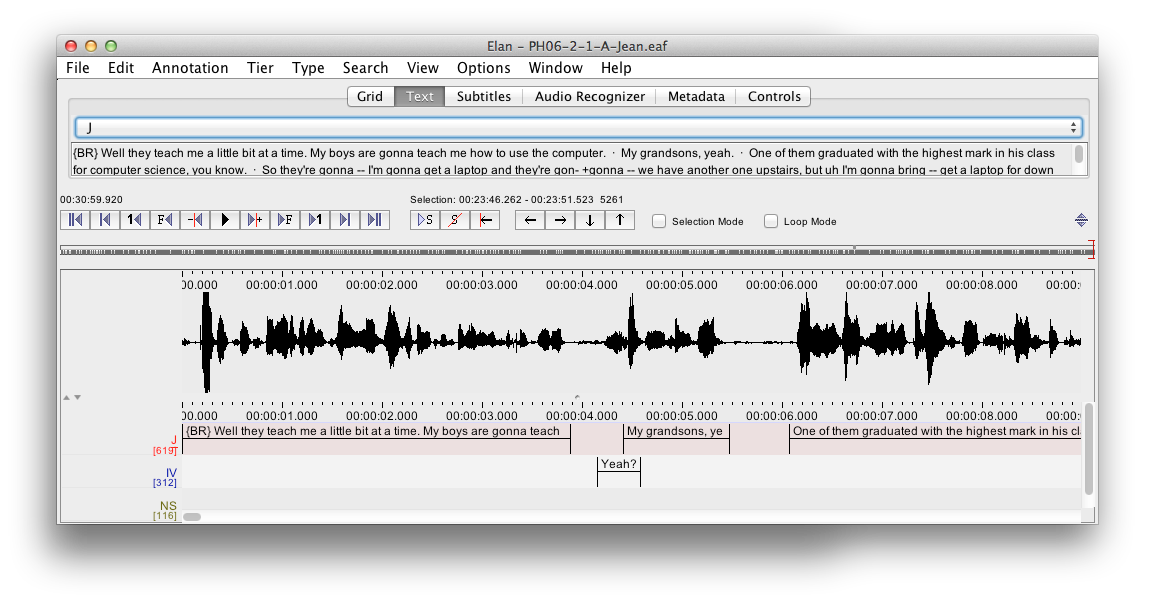 Elan - PH06-2-1-A-Jean.eaf
File Edit Annotation Tier Type Search View Options Window Help
Grid Text Subtitles Audio Recognizer Metadata Controls
J
{BR} Well they teach me a little bit at a time. My boys are gonna teach me how to use the computer. · My grandsons, yeah. · One of them graduated with the highest mark in his class
for computer science, you know. · So they're gonna -- I'm gonna get a laptop and they're gon- +gonna -- we have another one upstairs, but uh I'm gonna bring -- get a laptop for down
00:30:59.920 Selection: 00:23:46.262 - 00:23:51.523 5261
1 F + F 1 S S Selection Mode Loop Mode
00.000 00:00:01.000 00:00:02.000 00:00:03.000 00:00:04.000 00:00:05.000 00:00:06.000 00:00:07.000 00:00:08.000 00:00:0
00.000 00:00:01.000 00:00:02.000 00:00:03.000 00:00:04.000 00:00:05.000 00:00:06.000 00:00:07.000 00:00:08.000 00:00:0
J {BR} Well they teach me a little bit at a time. My boys are gonna teach My grandsons, ye One of them graduated with the highest mark in his cla
[619]
IV Yeah?
[312]
NS
[116]